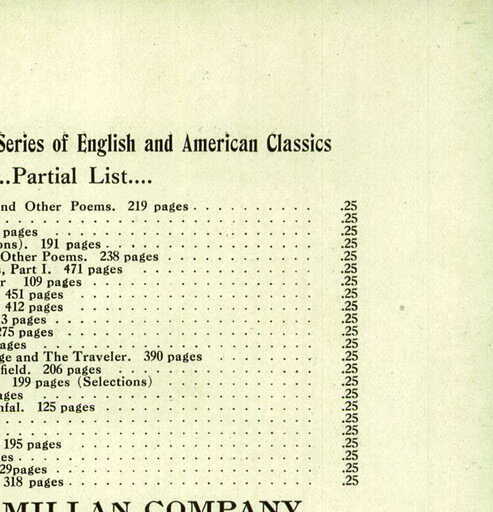 Series of English and American Classics
..Partial List....
and Other Poems. 219 pages . . . . . . . . . . .25
. . . . . . . . . . . . . . . . . . . . . . . . .25
pages . . . . . . . . . . . . . . . . . . . . .25
ons). 191 pages . . . . . . . . . . . . . . . . .25
Other Poems. 238 pages . . . . . . . . . . . . .25
, Part I. 471 pages . . . . . . . . . . . . . . .25
r 109 pages . . . . . . . . . . . . . . . . . .25
451 pages . . . . . . . . . . . . . . . . . . .25
412 pages . . . . . . . . . . . . . . . . . . .25
3 pages . . . . . . . . . . . . . . . . . . . . .25
275 pages . . . . . . . . . . . . . . . . . . . .25
ages . . . . . . . . . . . . . . . . . . . . . .25
ge and The Traveler. 390 pages . . . . . . . . .25
field. 206 pages . . . . . . . . . . . . . . . .25
199 pages (Selections) . . . . . . . . . . . . .25
ages . . . . . . . . . . . . . . . . . . . . . .25
nfal. 125 pages . . . . . . . . . . . . . . . . .25
. . . . . . . . . . . . . . . . . . . . . . . . .25
. . . . . . . . . . . . . . . . . . . . . . . . .25
195 pages . . . . . . . . . . . . . . . . . . .25
es . . . . . . . . . . . . . . . . . . . . . . .25
29pages . . . . . . . . . . . . . . . . . . . . .25
318 pages . . . . . . . . . . . . . . . . . . .25
MILLAN COMPANY